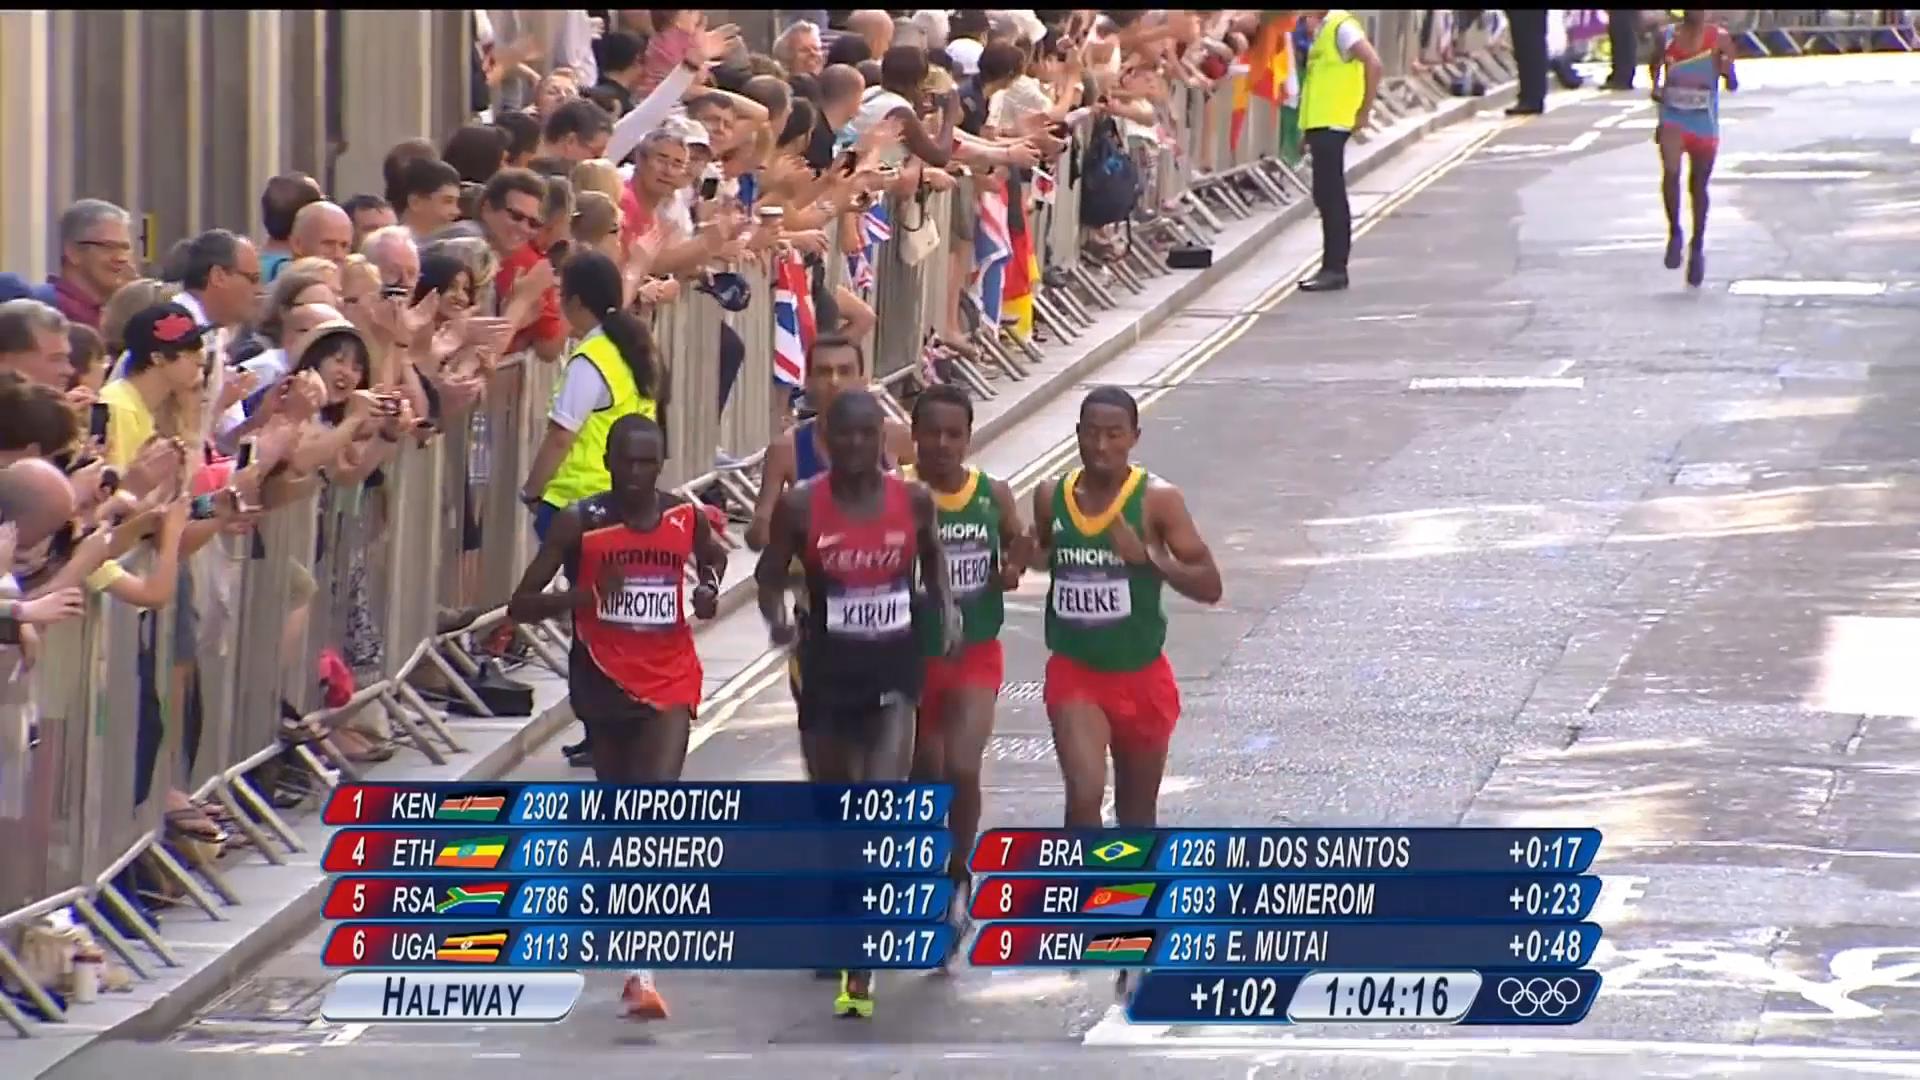 UGANDA
KIPROTICH
KENYA
KIRUI
HIOPIA
HERO
ETHIOPIA
FELEKE
1 KEN 2302 W. KIPROTICH 1:03:15
4 ETH 1676 A. ABSHERO +0:16
5 RSA 2786 S. MOKOKA +0:17
6 UGA 3113 S. KIPROTICH +0:17
7 BRA 1226 M. DOS SANTOS +0:17
8 ERI 1593 Y. ASMEROM +0:23
9 KEN 2315 E. MUTAI +0:48
HALFWAY
+1:02 1:04:16